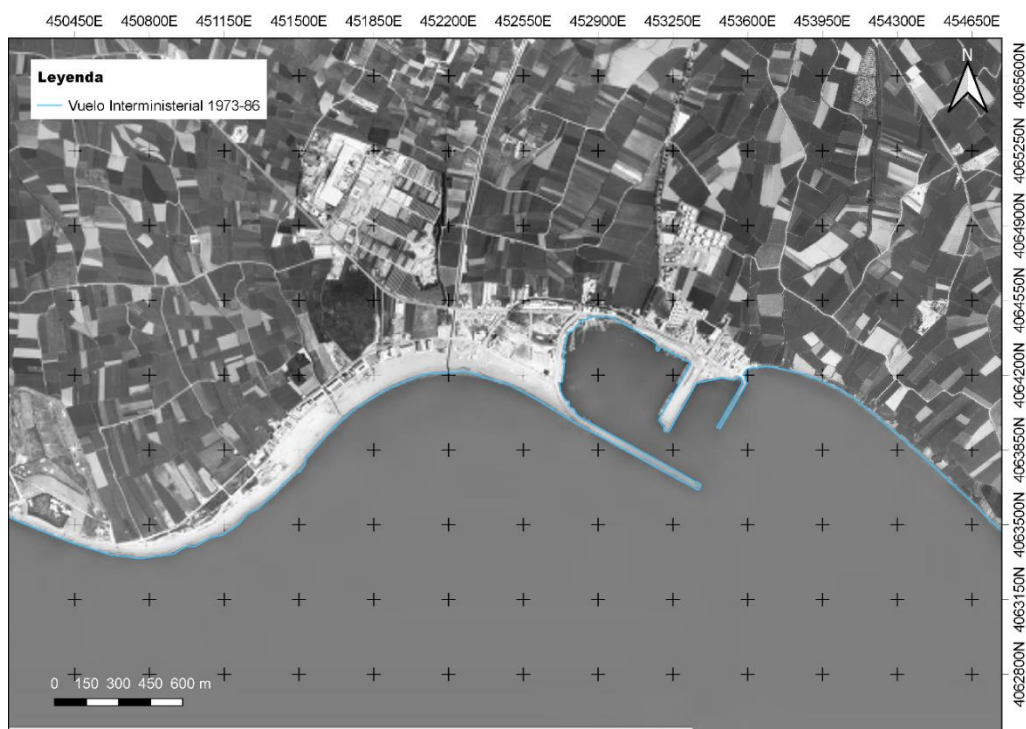 450450E 450800E 451150E 451500E 451850E 452200E 452550E 452900E 453250E 453600E 453950E 454300E 454650E
Leyenda
Vuelo Interministerial 1973-86
N
4065600N
4065250N
4064900N
4064550N
4064200N
4063850N
4063500N
4063150N
4062800N
0 150 300 450 600 m